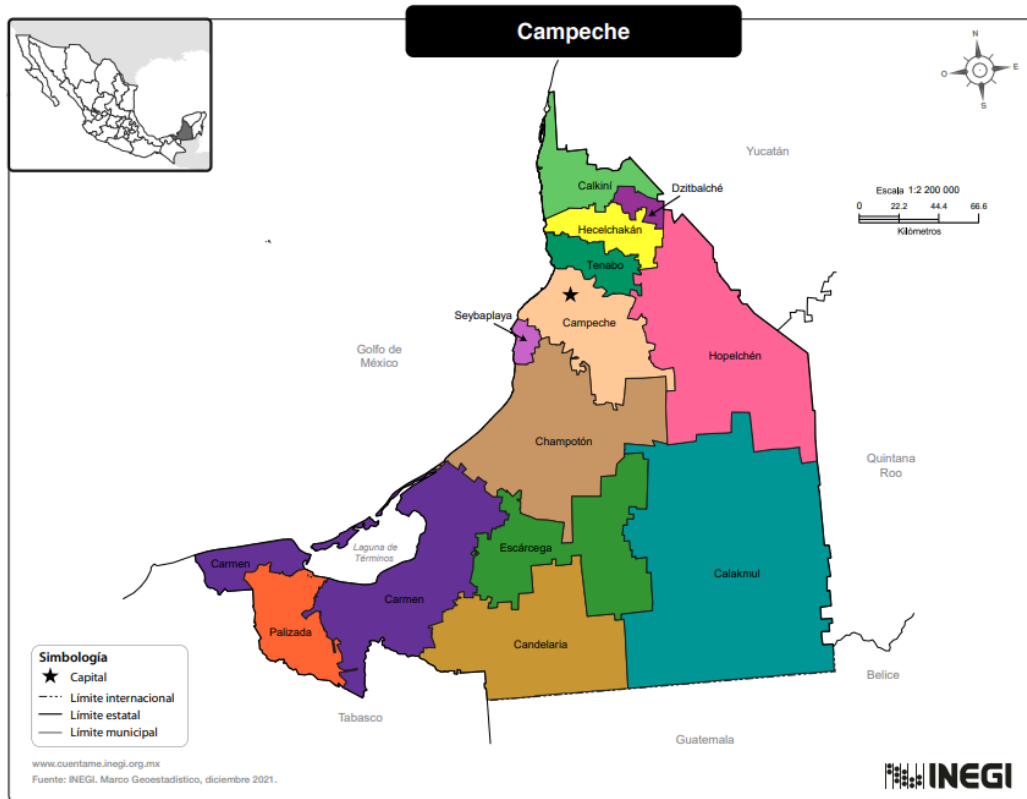 Campeche
N
O
E
S
Yucatán
Escala 1:2 200 000
0 22.2 44.4 66.6
Kilómetros
Calkiní
Dzitbalché
Hecelchakán
Tenabo
Seybaplaya
Campeche
Golfo de
México
Hopelchén
Champotón
Quintana
Roo
Laguna de
Términos
Escárcega
Carmen
Calakmul
Carmen
Palizada
Candelaria
Belice
Tabasco
Guatemala
Simbología
Capital
Límite internacional
Límite estatal
Límite municipal
www.cuentame.inegi.org.mx
Fuente: INEGI. Marco Geoestadístico, diciembre 2021.
INEGI